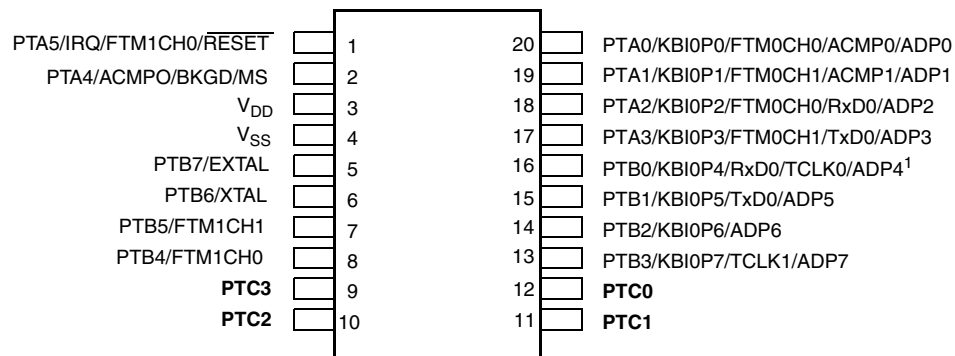 PTA5/IRQ/FTM1CH0/RESET 1 20 PTA0/KBI0P0/FTM0CH0/ACMP0/ADP0
PTA4/ACMPO/BKGD/MS 2 19 PTA1/KBI0P1/FTM0CH1/ACMP1/ADP1
VDD 3 18 PTA2/KBI0P2/FTM0CH0/RxD0/ADP2
VSS 4 17 PTA3/KBI0P3/FTM0CH1/TxD0/ADP3
PTB7/EXTAL 5 16 PTB0/KBI0P4/RxD0/TCLK0/ADP4¹
PTB6/XTAL 6 15 PTB1/KBI0P5/TxD0/ADP5
PTB5/FTM1CH1 7 14 PTB2/KBI0P6/ADP6
PTB4/FTM1CH0 8 13 PTB3/KBI0P7/TCLK1/ADP7
PTC3 9 12 PTC0
PTC2 10 11 PTC1